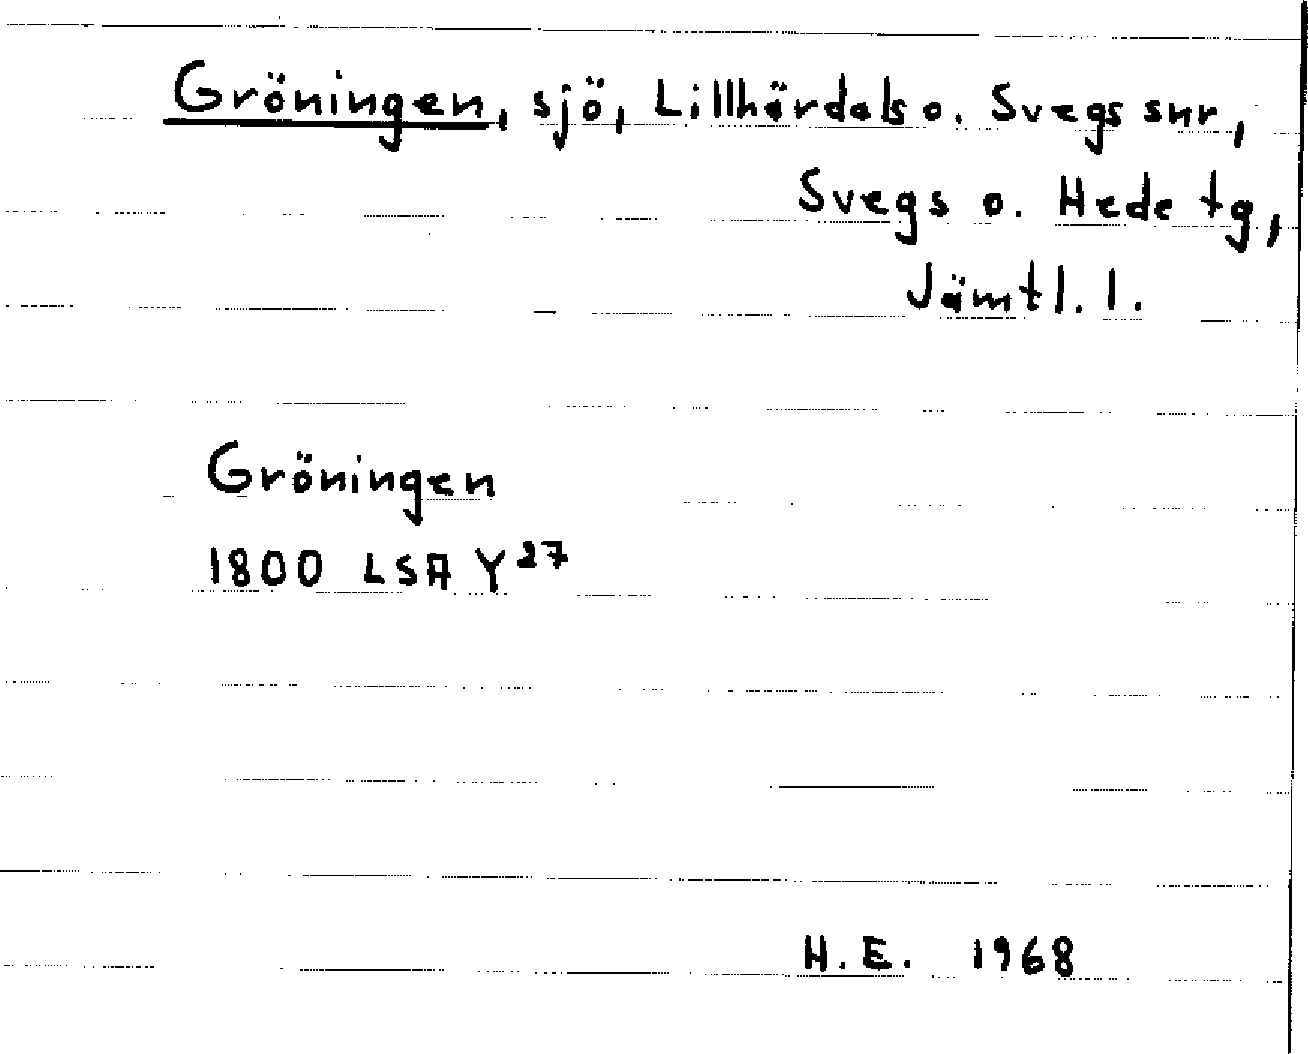 Gröningen, sjö, Lillhärdals o. Svegs snr,
Svegs o. Hede tg,
Jämtl. l.
Gröningen
1800 LSA Y²⁷
H.E. 1968